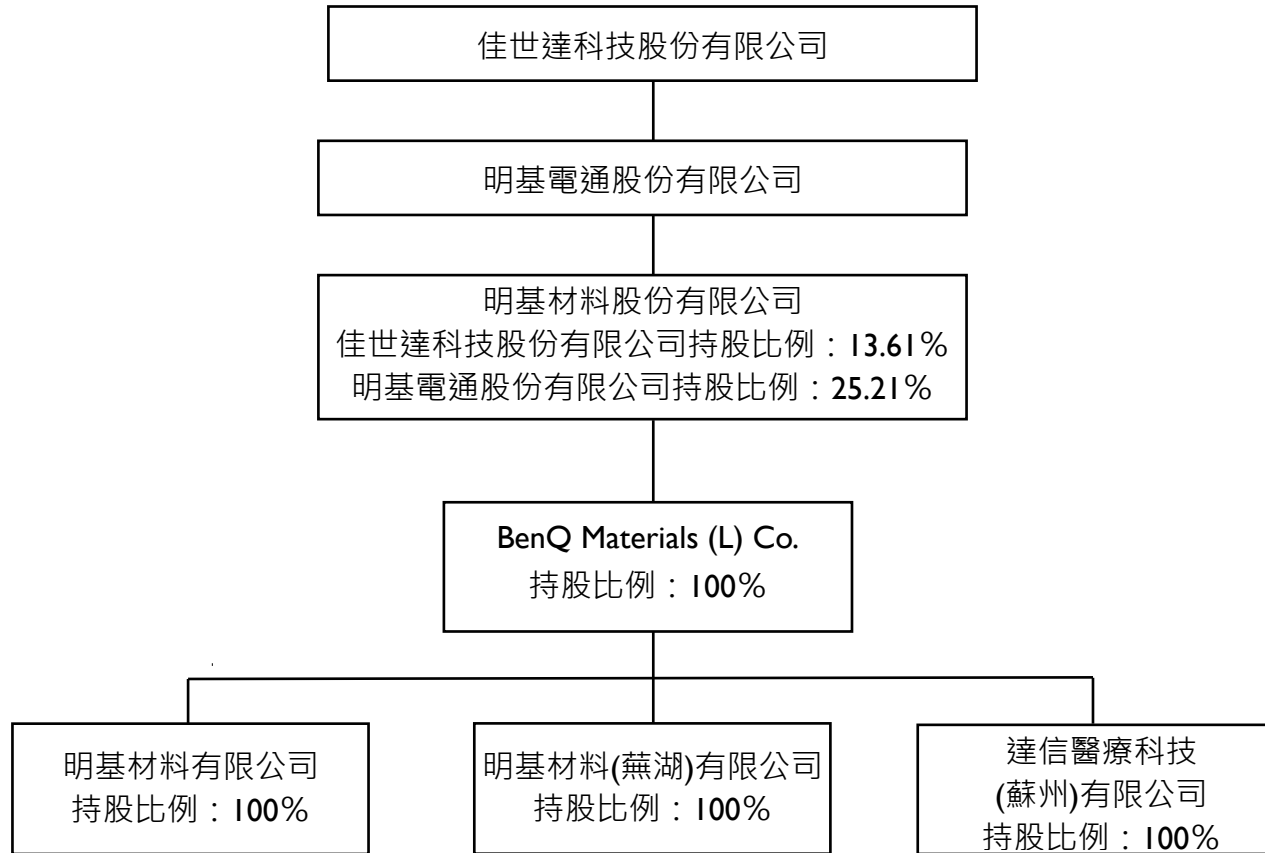 佳世達科技股份有限公司
明基電通股份有限公司
明基材料股份有限公司
佳世達科技股份有限公司持股比例：13.61%
明基電通股份有限公司持股比例：25.21%
BenQ Materials (L) Co.
持股比例：100%
明基材料有限公司
持股比例：100%
明基材料(蕪湖)有限公司
持股比例：100%
達信醫療科技
(蘇州)有限公司
持股比例：100%